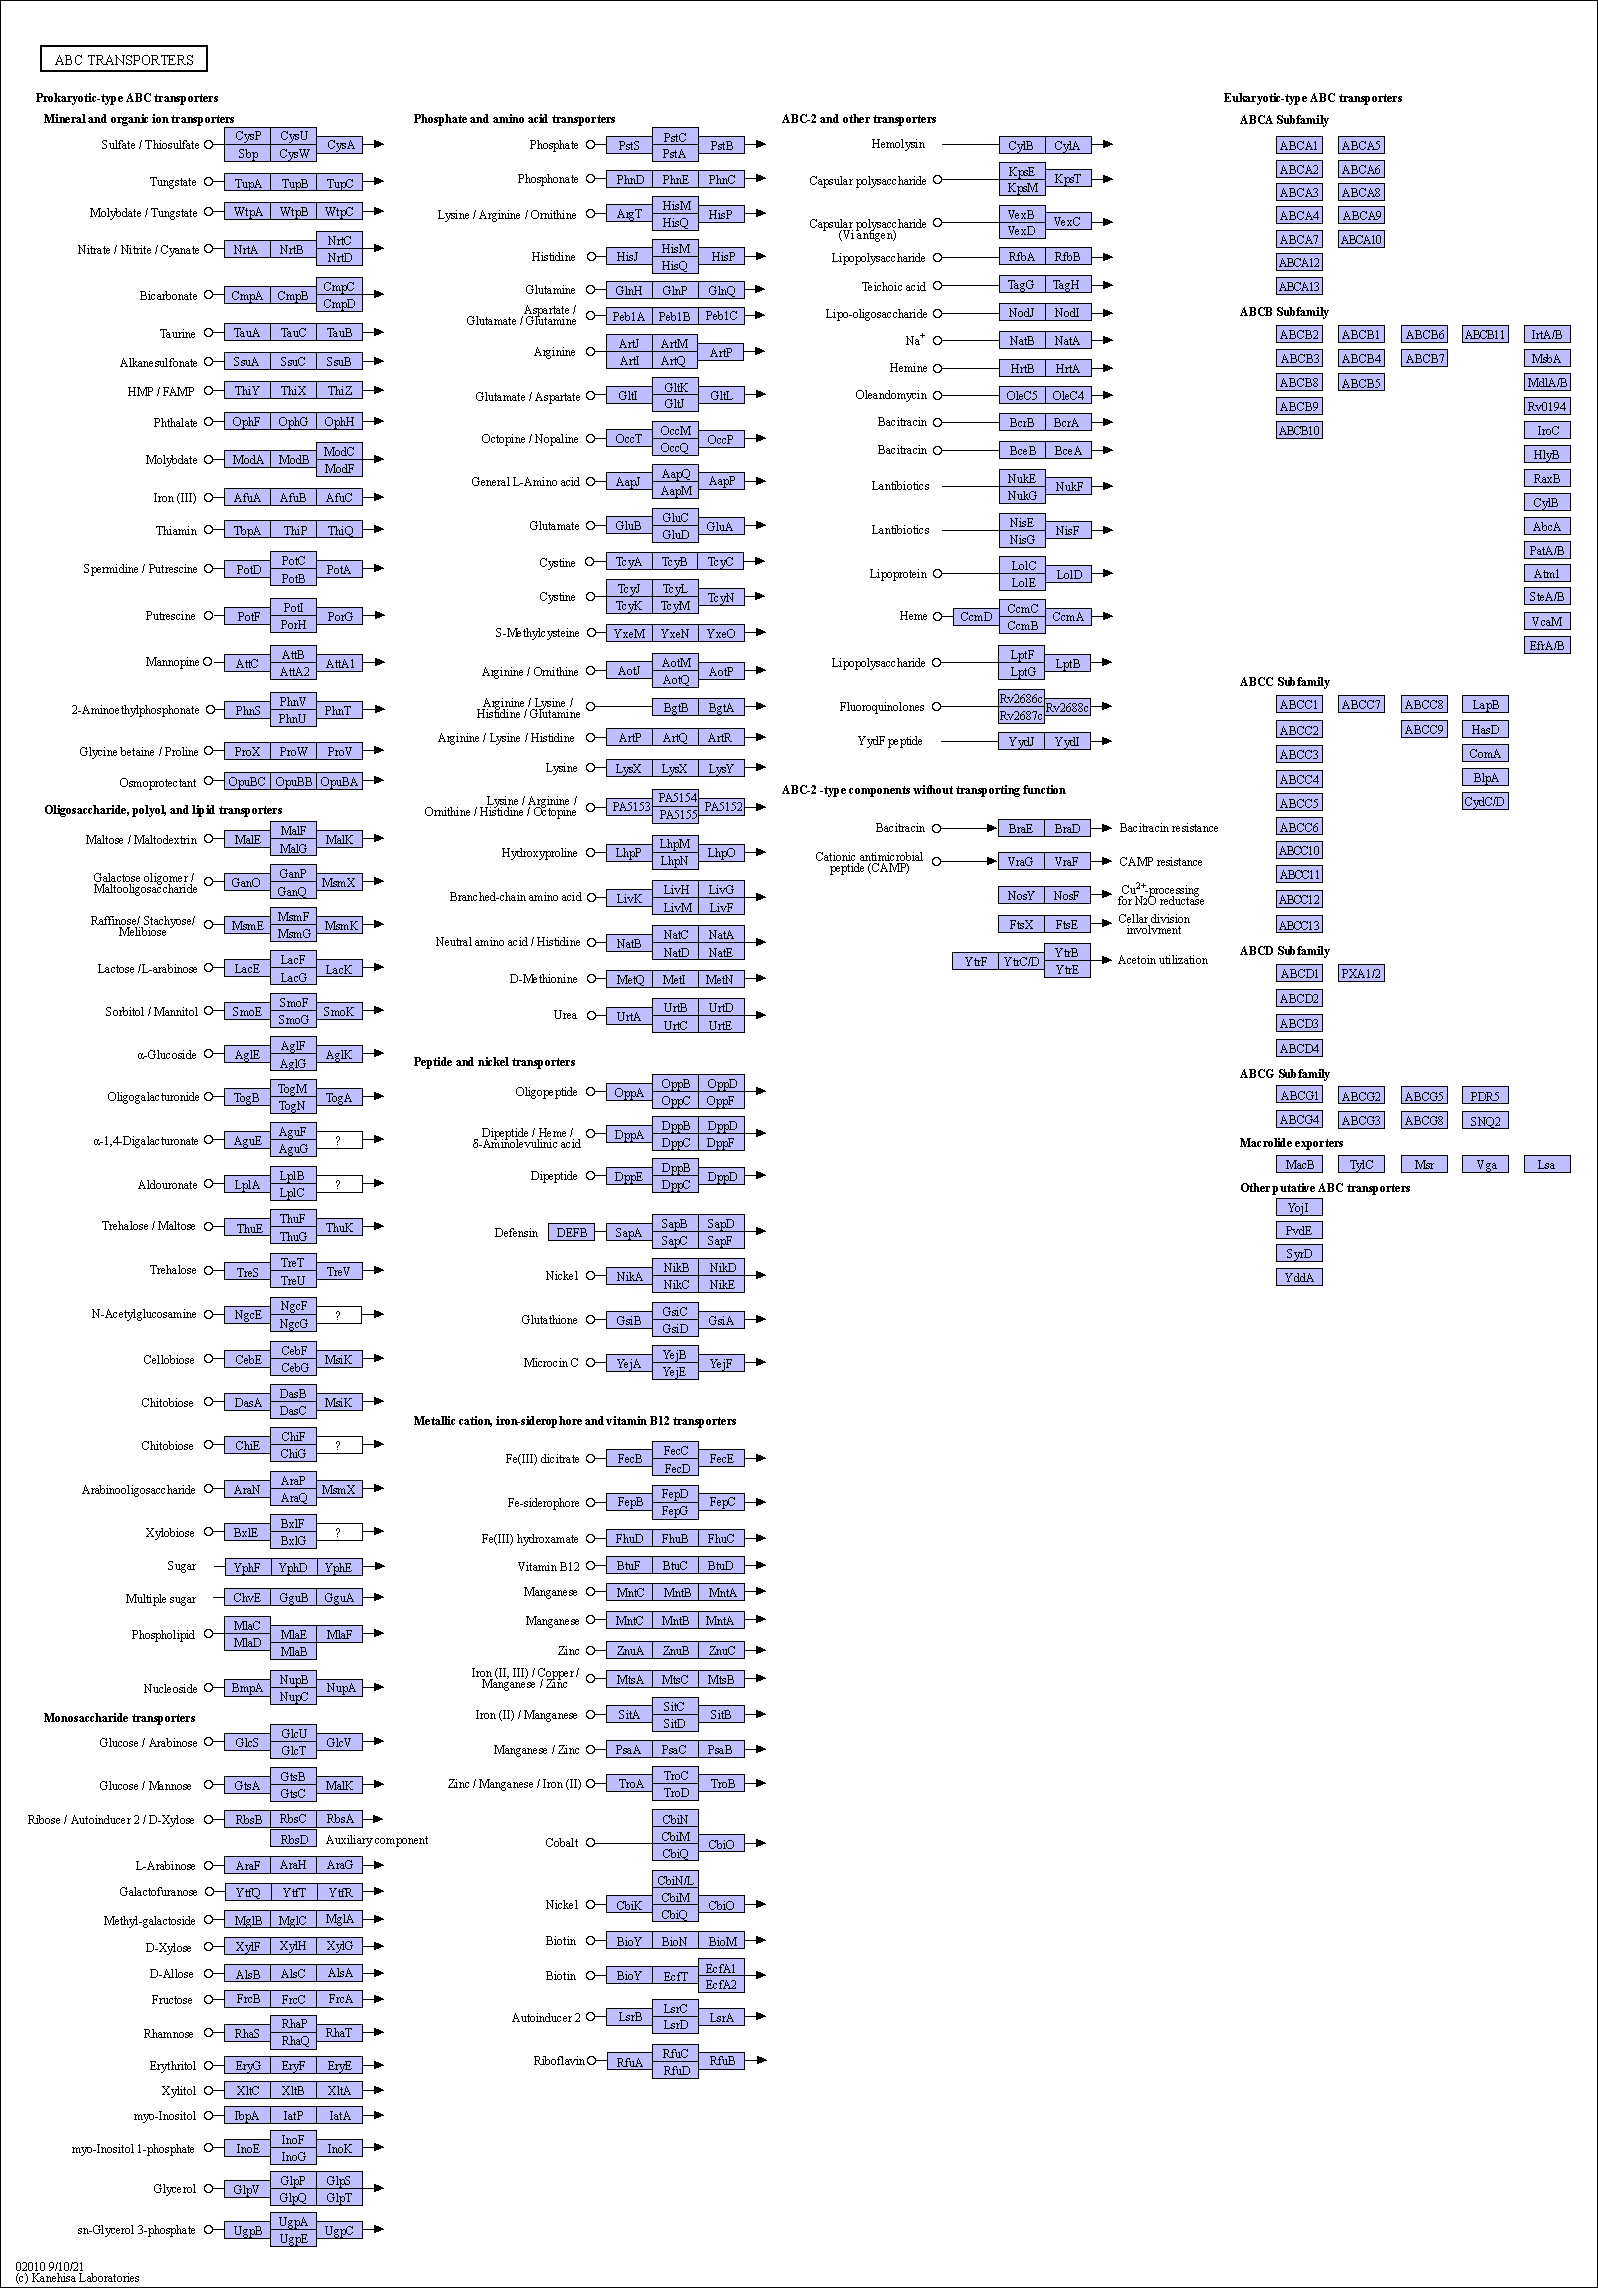 ABC TRANSPORTERS
Prokaryotic-type ABC transporters
Mineral and organic ion transporters
Sulfate / Thiosulfate CysP CysU CysA
Sbp CysW
Tungstate TupA TupB TupC
Molybdate / Tungstate WtpA WtpB WtpC
Nitrate / Nitrite / Cyanate NrtA NrtB NrtC
NrtD
Bicarbonate CmpA CmpB CmpC
CmpD
Taurine TauA TauC TauB
Alkanesulfonate SsuA SsuC SsuB
HMP / FAMP ThiY ThiX ThiZ
Phthalate OphF OphG OphH
Molybdate ModA ModB ModC
ModF
Iron (III) AfuA AfuB AfuC
Thiamin TbpA ThiP ThiQ
Spermidine / Putrescine PotD PotC PotA
PotB
Putrescine PotF PotI PorG
PorH
Mannopine AttC AttB AttA1
AttA2
2-Aminoethylphosphonate PhnS PhnV PhnT
PhnU
Glycine betaine / Proline ProX ProW ProV
Osmoprotectant OpuBC OpuBB OpuBA
Oligosaccharide, polyol, and lipid transporters
Maltose / Maltodextrin MalE MalF MalK
MalG
Galactose oligomer /
Maltooligosaccharide GanO GanP MsmX
GanQ
Raffinose/ Stachyose/
Melibiose MsmE MsmF MsmK
MsmG
Lactose /L-arabinose LacE LacF LacK
LacG
Sorbitol / Mannitol SmoE SmoF SmoK
SmoG
α-Glucoside AglE AglF AglK
AglG
Oligogalacturonide TogB TogM TogA
TogN
α-1,4-Digalacturonate AguE AguF ?
AguG
Aldouronate LplA LplB ?
LplC
Trehalose / Maltose ThuE ThuF ThuK
ThuG
Trehalose TreS TreT TreV
TreU
N-Acetylglucosamine NgcE NgcF ?
NgcG
Cellobiose CebE CebF MsiK
CebG
Chitobiose DasA DasB MsiK
DasC
Chitobiose ChiE ChiF ?
ChiG
Arabinooligosaccharide AraN AraP MsmX
AraQ
Xylobiose BxlE BxlF ?
BxlG
Sugar YphF YphD YphE
Multiple sugar ChvE GguB GguA
Phospholipid MlaC MlaE MlaF
MlaD MlaB
Nucleoside BmpA NupB NupA
NupC
Monosaccharide transporters
Glucose / Arabinose GlcS GlcU GlcV
GlcT
Glucose / Mannose GtsA GtsB MalK
GtsC
Ribose / Autoinducer 2 / D-Xylose RbsB RbsC RbsA
RbsD Auxiliary component
L-Arabinose AraF AraH AraG
Galactofuranose YtfQ YtfT YtfR
Methyl-galactoside MglB MglC MglA
D-Xylose XylF XylH XylG
D-Allose AlsB AlsC AlsA
Fructose FrcB FrcC FrcA
Rhamnose RhaS RhaP RhaT
RhaQ
Erythritol EryG EryF EryE
Xylitol XltC XltB XltA
myo-Inositol IbpA IatP IatA
myo-Inositol 1-phosphate InoE InoF InoK
InoG
Glycerol GlpV GlpP GlpS
GlpQ GlpT
sn-Glycerol 3-phosphate UgpB UgpA UgpC
UgpE
Phosphate and amino acid transporters
Phosphate PstS PstC PstB
PstA
Phosphonate PhnD PhnE PhnC
Lysine / Arginine / Ornithine ArgT HisM HisP
HisQ
Histidine HisJ HisM HisP
HisQ
Glutamine GlnH GlnP GlnQ
Aspartate /
Glutamate / Glutamine Peb1A Peb1B Peb1C
Arginine ArtJ ArtM ArtP
ArtI ArtQ
Glutamate / Aspartate GltI GltK GltL
GltJ
Octopine / Nopaline OccT OccM OccP
OccQ
General L-Amino acid AapJ AapQ AapP
AapM
Glutamate GluB GluC GluA
GluD
Cystine TcyA TcyB TcyC
Cystine TcyJ TcyL TcyN
TcyK TcyM
S-Methylcysteine YxeM YxeN YxeO
Arginine / Ornithine AotJ AotM AotP
AotQ
Arginine / Lysine /
Histidine / Glutamine BgtB BgtA
Arginine / Lysine / Histidine ArtP ArtQ ArtR
Lysine LysX LysX LysY
Lysine / Arginine /
Ornithine / Histidine / Octopine PA5153 PA5154 PA5152
PA5155
Hydroxyproline LhpP LhpM LhpO
LhpN
Branched-chain amino acid LivK LivH LivG
LivM LivF
Neutral amino acid / Histidine NatB NatC NatA
NatD NatE
D-Methionine MetQ MetI MetN
Urea UrtA UrtB UrtD
UrtC UrtE
Peptide and nickel transporters
Oligopeptide OppA OppB OppD
OppC OppF
Dipeptide / Heme /
δ-Aminolevulinic acid DppA DppB DppD
DppC DppF
Dipeptide DppE DppB DppD
DppC
Defensin DEFB SapA SapB SapD
SapC SapF
Nickel NikA NikB NikD
NikC NikE
Glutathione GsiB GsiC GsiA
GsiD
Microcin C YejA YejB YejF
YejE
Metallic cation, iron-siderophore and vitamin B12 transporters
Fe(III) dicitrate FecB FecC FecE
FecD
Fe-siderophore FepB FepD FepC
FepG
Fe(III) hydroxamate FhuD FhuB FhuC
Vitamin B12 BtuF BtuC BtuD
Manganese MntC MntB MntA
Manganese MntC MntB MntA
Zinc ZnuA ZnuB ZnuC
Iron (II, III) / Copper /
Manganese / Zinc MtsA MtsC MtsB
Iron (II) / Manganese SitA SitC SitB
SitD
Manganese / Zinc PsaA PsaC PsaB
Zinc / Manganese / Iron (II) TroA TroC TroB
TroD
Cobalt CbiN
CbiM CbiO
CbiQ
Nickel CbiK CbiN/L
CbiM CbiO
CbiQ
Biotin BioY BioN BioM
Biotin BioY EcfT EcfA1
EcfA2
Autoinducer 2 LsrB LsrC LsrA
LsrD
Riboflavin RfuA RfuC RfuB
RfuD
ABC-2 and other transporters
Hemolysin CylB CylA
Capsular polysaccharide KpsE KpsT
KpsM
Capsular polysaccharide VexB VexC
(Vi antigen) VexD
Lipopolysaccharide RfbA RfbB
Teichoic acid TagG TagH
Lipo-oligosaccharide NodJ NodI
Na+ NatB NatA
Hemine HrtB HrtA
Oleandomycin OleC5 OleC4
Bacitracin BcrB BcrA
Bacitracin BceB BceA
Lantibiotics NukE NukF
NukG
Lantibiotics NisE NisF
NisG
Lipoprotein LolC LolD
LolE
Heme CcmD CcmC CcmA
CcmB
Lipopolysaccharide LptF LptB
LptG
Fluoroquinolones Rv2686c Rv2688c
Rv2687c
YydF peptide YydJ YydI
ABC-2 -type components without transporting function
Bacitracin BraE BraD Bacitracin resistance
Cationic antimicrobial
peptide (CAMP) VraG VraF CAMP resistance
NosY NosF Cu2+-processing
for N2O reductase
FtsX FtsE Cellar division
involvment
YtrF YtrC/D YtrB Acetoin utilization
YtrE
Eukaryotic-type ABC transporters
ABCA Subfamily
ABCA1 ABCA5
ABCA2 ABCA6
ABCA3 ABCA8
ABCA4 ABCA9
ABCA7 ABCA10
ABCA12
ABCA13
ABCB Subfamily
ABCB2 ABCB1 ABCB6 ABCB11 IrtA/B
ABCB3 ABCB4 ABCB7 MsbA
ABCB8 ABCB5 MdlA/B
ABCB9 Rv0194
ABCB10 IroC
HlyB
RaxB
CylB
AbcA
PatA/B
Atm1
SteA/B
VcaM
EfrA/B
ABCC Subfamily
ABCC1 ABCC7 ABCC8 LapB
ABCC2 ABCC9 HasD
ABCC3 ComA
ABCC4 BlpA
ABCC5 CydC/D
ABCC6
ABCC10
ABCC11
ABCC12
ABCC13
ABCD Subfamily
ABCD1 PXA1/2
ABCD2
ABCD3
ABCD4
ABCG Subfamily
ABCG1 ABCG2 ABCG5 PDR5
ABCG4 ABCG3 ABCG8 SNQ2
Macrolide exporters
MacB TylC Msr Vga Lsa
Other putative ABC transporters
YojI
PvdE
SyrD
YddA
02010 9/10/21
(c) Kanehisa Laboratories